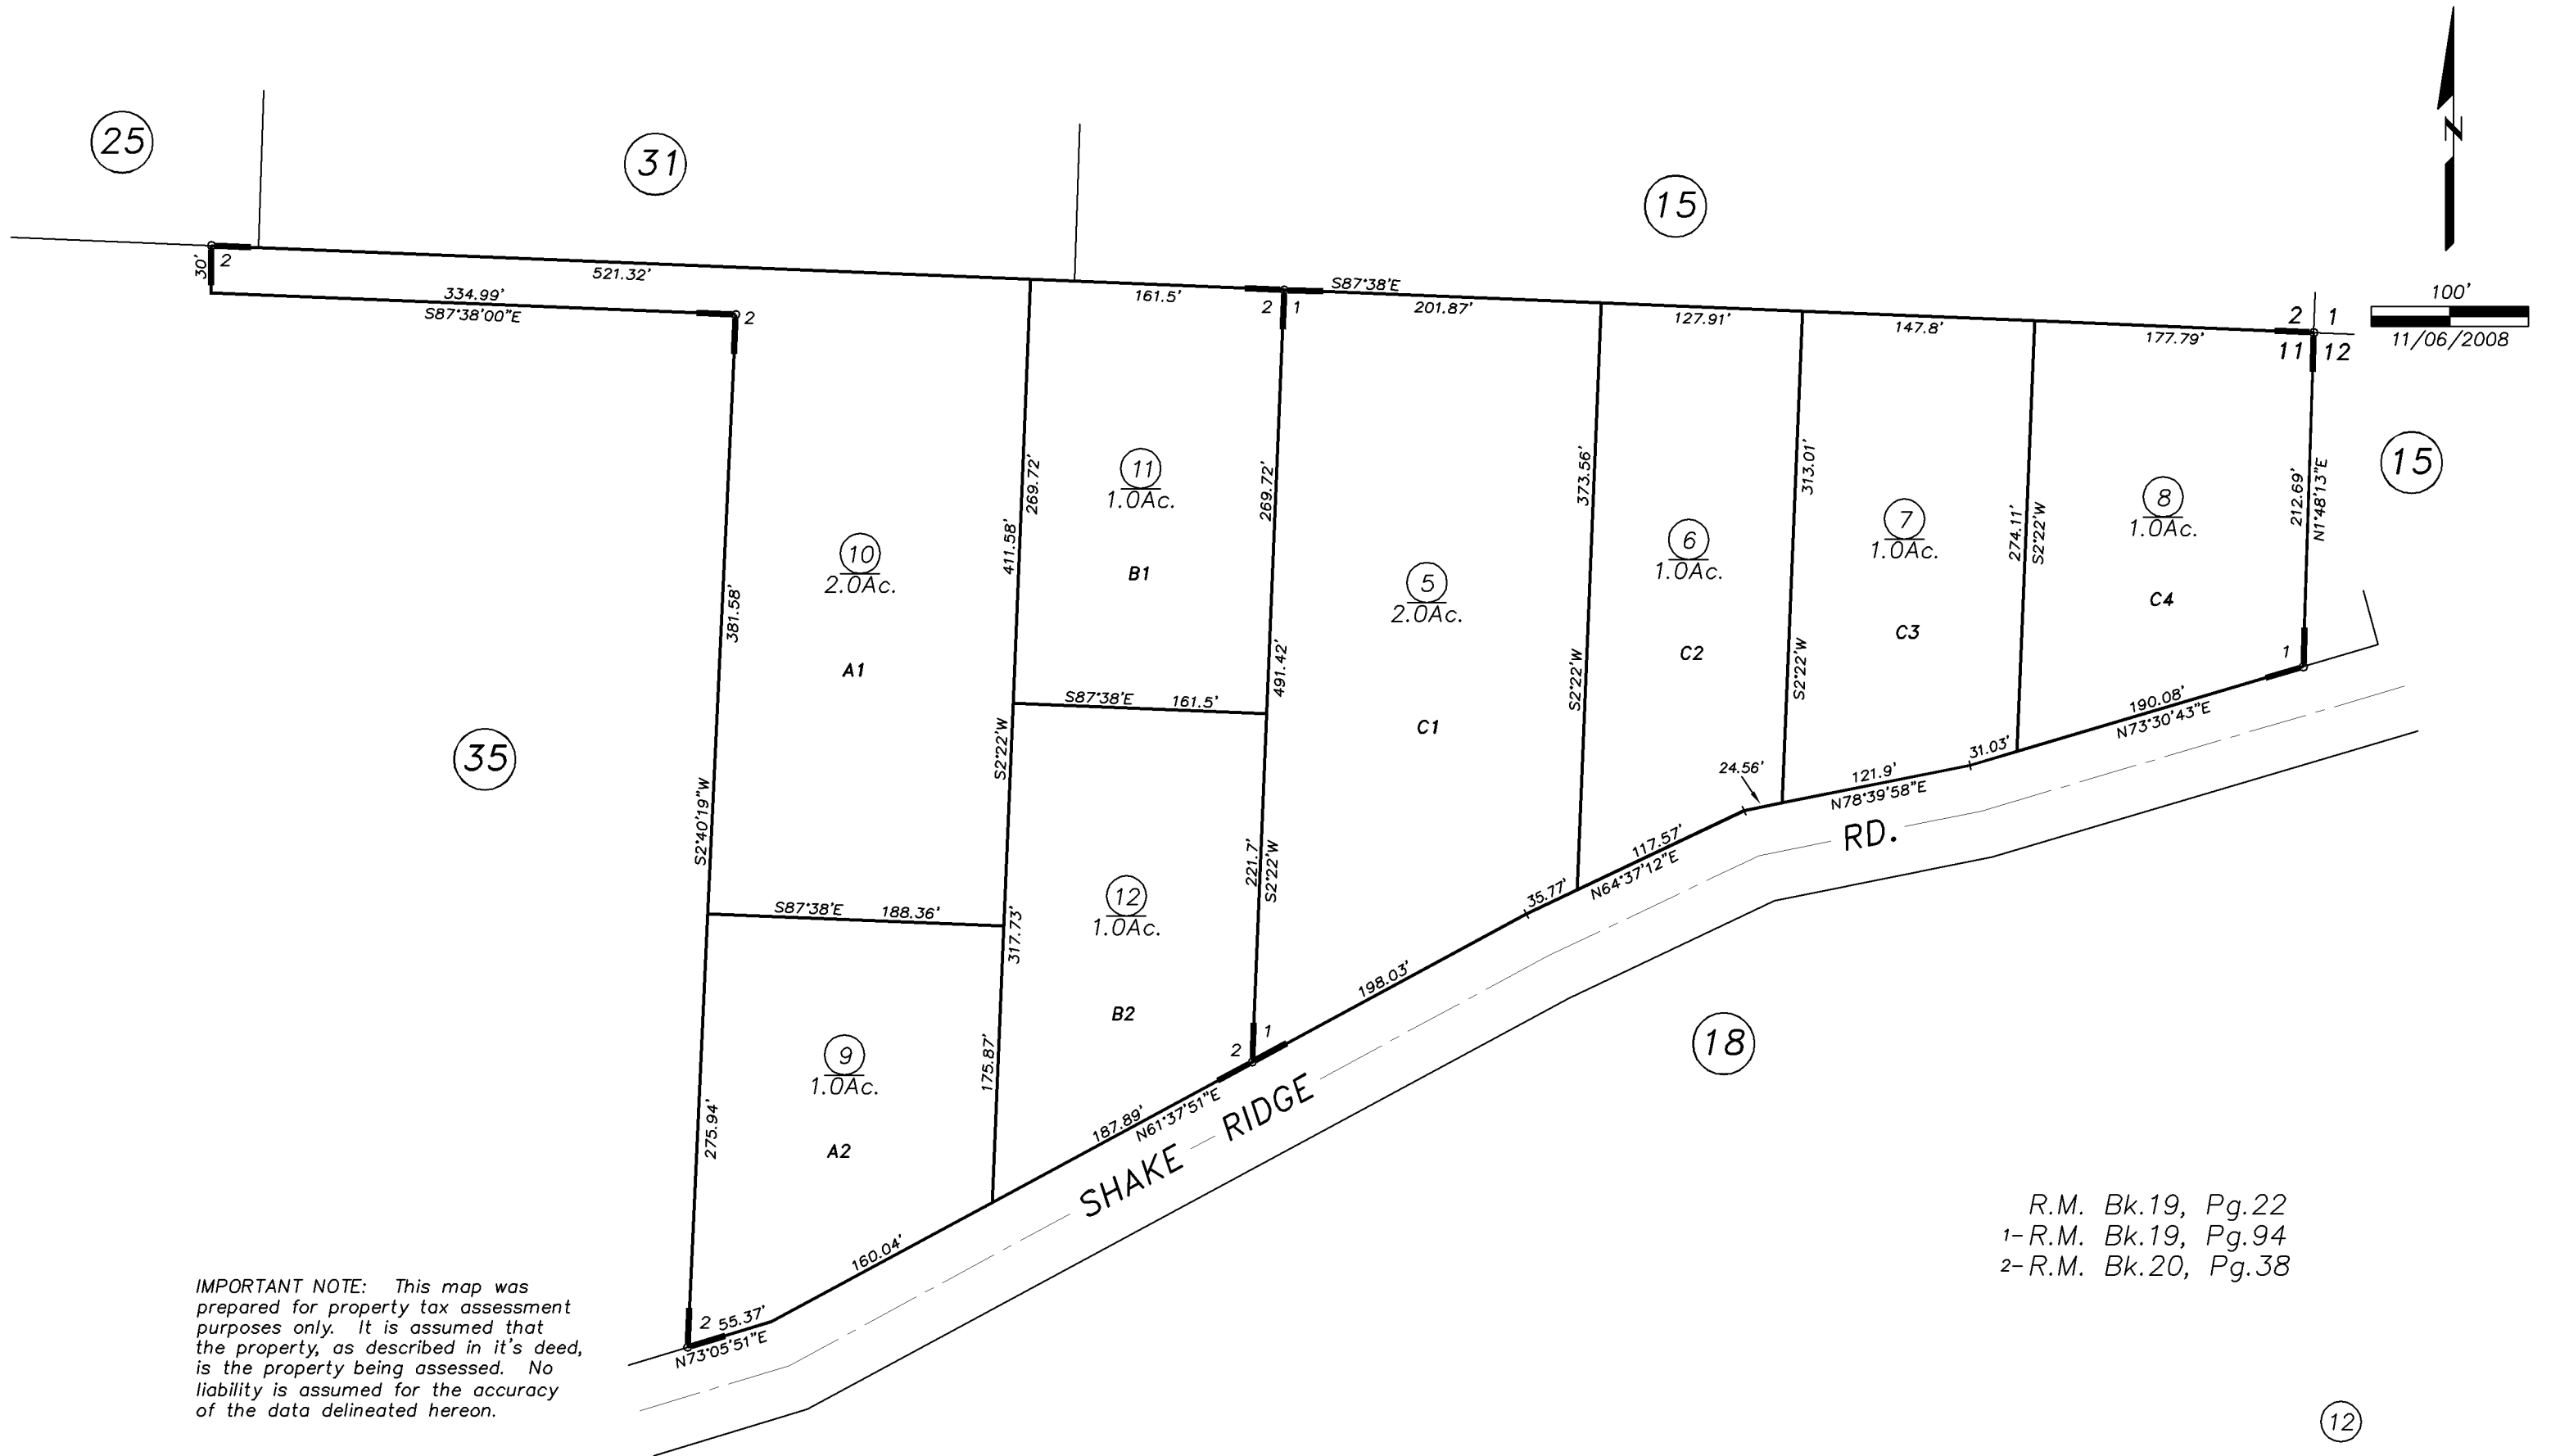 N
25
31
15
100'
11/06/2008
30'
2
521.32'
334.99'
S87°38'00"E
2
161.5'
2
1
S87°38'E
201.87'
127.91'
147.8'
177.79'
2
1
11
12
15
381.58'
S2°40'19"W
10
2.0Ac.
A1
411.58'
269.72'
S2°22'W
11
1.0Ac.
B1
269.72'
491.42'
S87°38'E 161.5'
5
2.0Ac.
C1
373.56'
S2°22'W
6
1.0Ac.
C2
313.01'
S2°22'W
7
1.0Ac.
C3
274.11'
S2°22'W
8
1.0Ac.
C4
212.69'
N1°48'13"E
1
35
S87°38'E 188.36'
317.73'
12
1.0Ac.
B2
221.7'
S2°22'W
9
1.0Ac.
A2
275.94'
175.87'
190.08'
N73°30'43"E
31.03'
121.9'
N78°39'58"E
24.56'
117.57'
N64°37'12"E
35.77'
198.03'
1
2
187.89'
N61°37'51"E
160.04'
2
55.37'
N73°05'51"E
SHAKE RIDGE RD.
18
R.M. Bk.19, Pg.22
1-R.M. Bk.19, Pg.94
2-R.M. Bk.20, Pg.38
IMPORTANT NOTE: This map was
prepared for property tax assessment
purposes only. It is assumed that
the property, as described in it's deed,
is the property being assessed. No
liability is assumed for the accuracy
of the data delineated hereon.
12